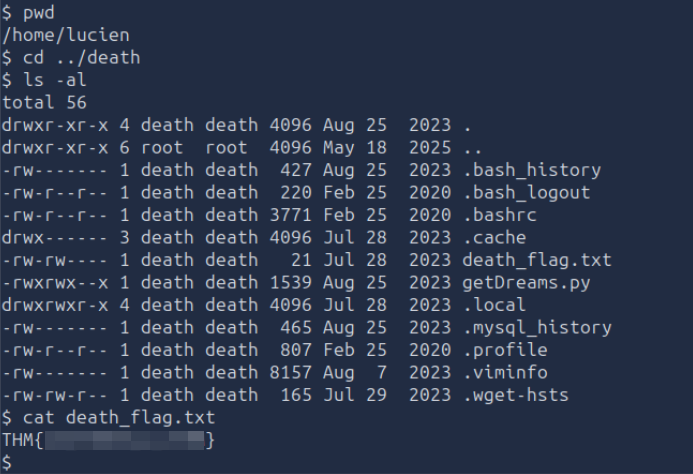 $ pwd
/home/lucien
$ cd ../death
$ ls -al
total 56
drwxr-xr-x 4 death death 4096 Aug 25  2023 .
drwxr-xr-x 6 root  root  4096 May 18  2025 ..
-rw------- 1 death death  427 Aug 25  2023 .bash_history
-rw-r--r-- 1 death death  220 Feb 25  2020 .bash_logout
-rw-r--r-- 1 death death 3771 Feb 25  2020 .bashrc
drwx------ 3 death death 4096 Jul 28  2023 .cache
-rw-rw---- 1 death death   21 Jul 28  2023 death_flag.txt
-rwxrwx--x 1 death death 1539 Aug 25  2023 getDreams.py
drwxrwxr-x 4 death death 4096 Jul 28  2023 .local
-rw------- 1 death death  465 Aug 25  2023 .mysql_history
-rw-r--r-- 1 death death  807 Feb 25  2020 .profile
-rw------- 1 death death 8157 Aug  7  2023 .viminfo
-rw-rw-r-- 1 death death  165 Jul 29  2023 .wget-hsts
$ cat death_flag.txt
THM{ }
$